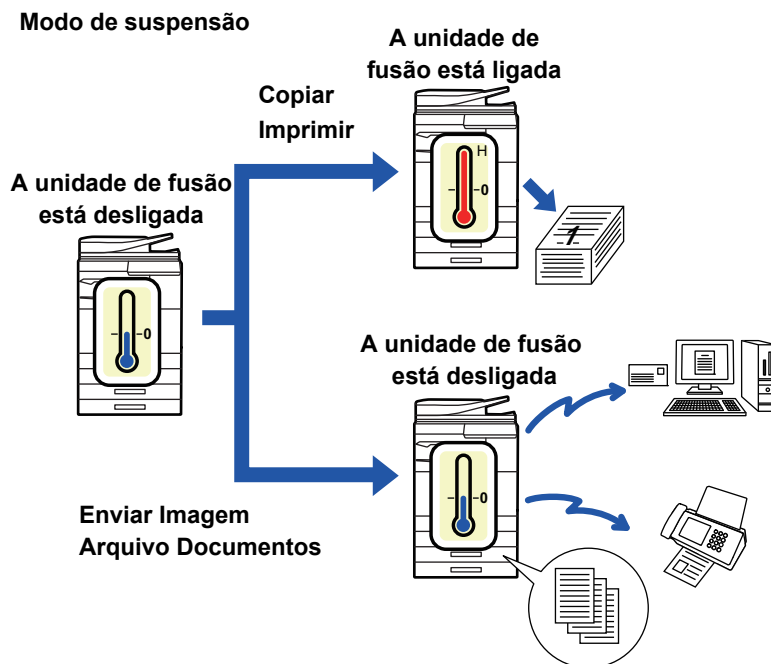 Modo de suspensão
A unidade de
fusão está ligada
Copiar
Imprimir
H
0
1
A unidade de fusão
está desligada
0
A unidade de fusão
está desligada
0
Enviar Imagem
Arquivo Documentos